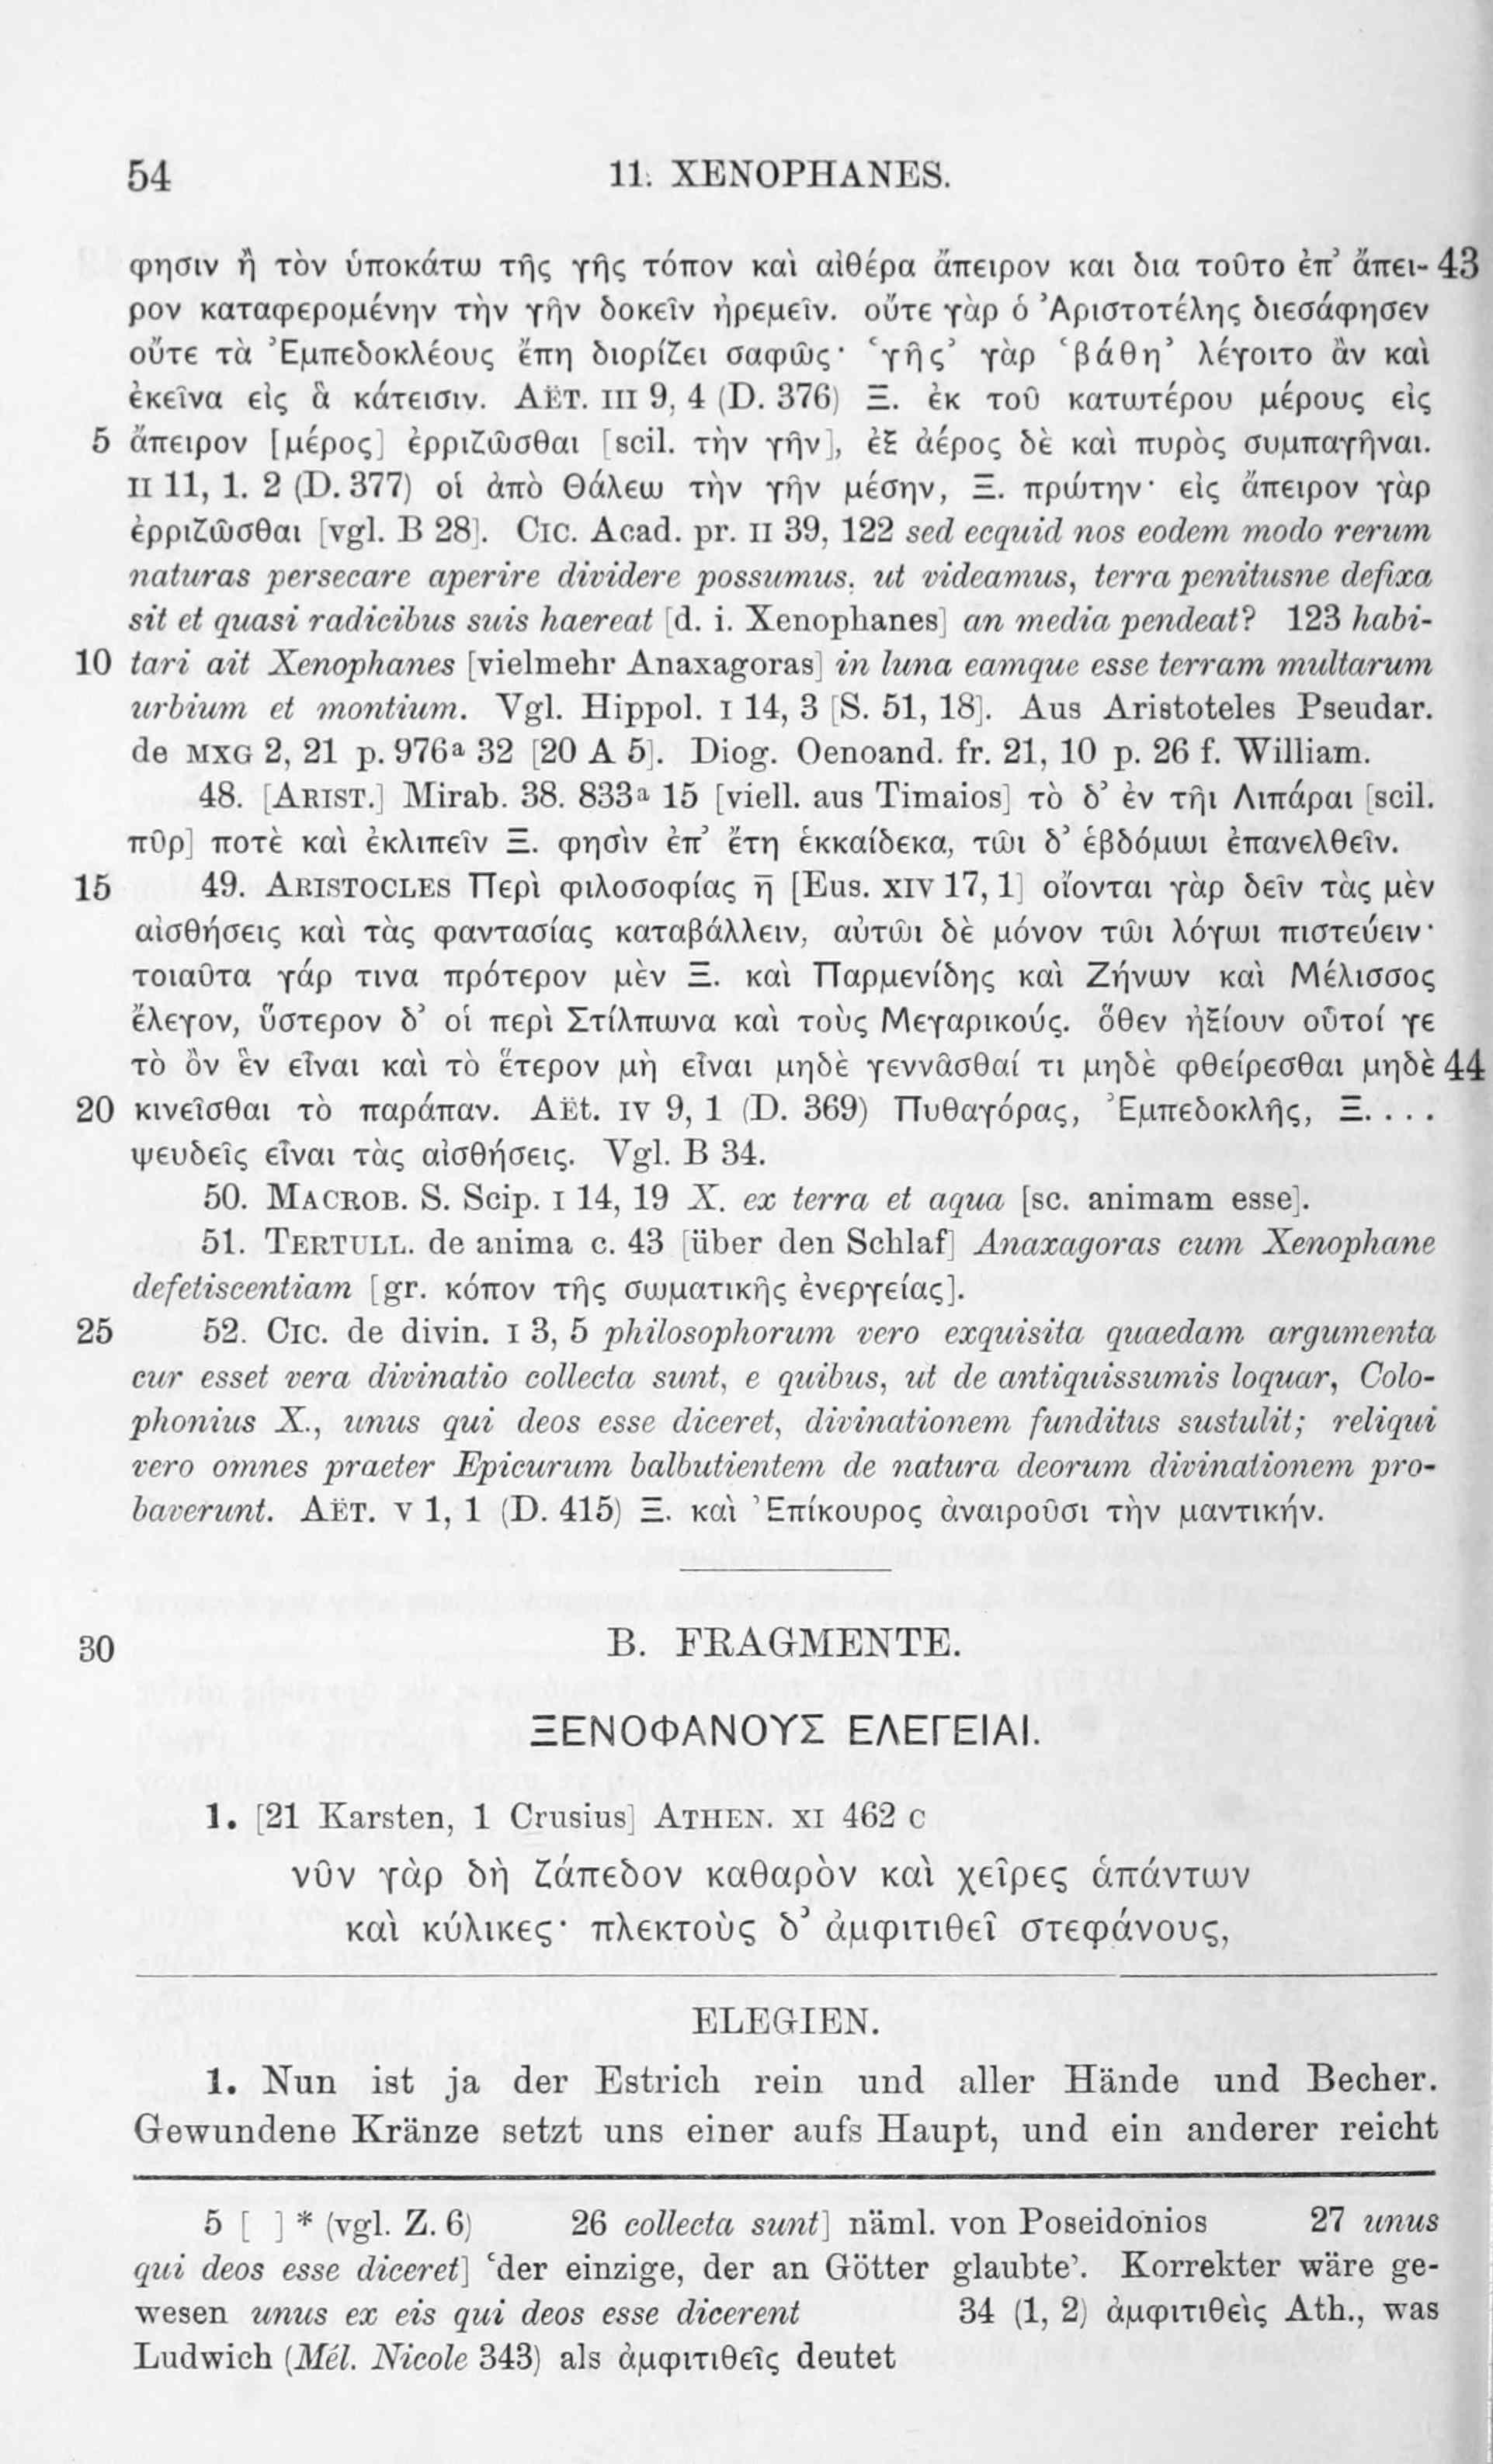 54 11. XENOPHANES.
φησιν ἢ τὸν ὑποκάτω τῆς γῆς τόπον καὶ αἰθέρα ἄπειρον και δια τοῦτο ἐπ’ ἄπει- 43
ρον καταφερομένην τὴν γῆν δοκεῖν ἠρεμεῖν. οὔτε γὰρ ὁ Ἀριστοτέλης διεσάφησεν
οὔτε τὰ Ἐμπεδοκλέους ἔπη διορίζει σαφῶς· ‘γῆς’ γὰρ ‘βάθη’ λέγοιτο ἂν καὶ
ἐκεῖνα εἰς ἃ κάτεισιν. AËT. III 9, 4 (D. 376) Ξ. ἐκ τοῦ κατωτέρου μέρους εἰς
5 ἄπειρον [μέρος] ἐρριζῶσθαι [scil. τὴν γῆν], ἐξ ἀέρος δὲ καὶ πυρὸς συμπαγῆναι.
II 11, 1. 2 (D. 377) οἱ ἀπὸ Θάλεω τὴν γῆν μέσην, Ξ. πρώτην· εἰς ἄπειρον γὰρ
ἐρριζῶσθαι [vgl. B 28]. CIC. Acad. pr. II 39, 122 sed ecquid nos eodem modo rerum
naturas persecare aperire dividere possumus, ut videamus, terra penitusne defixa
sit et quasi radicibus suis haereat [d. i. Xenophanes] an media pendeat? 123 habi-
10 tari ait Xenophanes [vielmehr Anaxagoras] in luna eamque esse terram multarum
urbium et montium. Vgl. Hippol. I 14, 3 [S. 51, 18]. Aus Aristoteles Pseudar.
de MXG 2, 21 p. 976ª 32 [20 A 5]. Diog. Oenoand. fr. 21, 10 p. 26 f. William.
48. [ARIST.] Mirab. 38. 833ª 15 [viell. aus Timaios] τὸ δ’ ἐν τῆι Λιπάραι [scil.
πῦρ] ποτὲ καὶ ἐκλιπεῖν Ξ. φησὶν ἐπ’ ἔτη ἑκκαίδεκα, τῶι δ’ ἑβδόμωι ἐπανελθεῖν.
15 49. ARISTOCLES Περὶ φιλοσοφίας η̄ [Eus. XIV 17, 1] οἴονται γὰρ δεῖν τὰς μὲν
αἰσθήσεις καὶ τὰς φαντασίας καταβάλλειν, αὐτῶι δὲ μόνον τῶι λόγωι πιστεύειν·
τοιαῦτα γάρ τινα πρότερον μὲν Ξ. καὶ Παρμενίδης καὶ Ζήνων καὶ Μέλισσος
ἔλεγον, ὕστερον δ’ οἱ περὶ Στίλπωνα καὶ τοὺς Μεγαρικούς. ὅθεν ἠξίουν οὗτοί γε
τὸ ὂν ἓν εἶναι καὶ τὸ ἕτερον μὴ εἶναι μηδὲ γεννᾶσθαί τι μηδὲ φθείρεσθαι μηδὲ 44
20 κινεῖσθαι τὸ παράπαν. AËt. IV 9, 1 (D. 369) Πυθαγόρας, Ἐμπεδοκλῆς, Ξ....
ψευδεῖς εἶναι τὰς αἰσθήσεις. Vgl. B 34.
50. MACROB. S. Scip. I 14, 19 X. ex terra et aqua [sc. animam esse].
51. TERTULL. de anima c. 43 [über den Schlaf] Anaxagoras cum Xenophane
defetiscentiam [gr. κόπον τῆς σωματικῆς ἐνεργείας].
25 52. CIC. de divin. I 3, 5 philosophorum vero exquisita quaedam argumenta
cur esset vera divinatio collecta sunt, e quibus, ut de antiquissumis loquar, Colo-
phonius X., unus qui deos esse diceret, divinationem funditus sustulit; reliqui
vero omnes praeter Epicurum balbutientem de natura deorum divinationem pro-
baverunt. AËT. V 1, 1 (D. 415) Ξ. καὶ Ἐπίκουρος ἀναιροῦσι τὴν μαντικήν.
30 B. FRAGMENTE.
ΞΕΝΟΦΑΝΟΥΣ ΕΛΕΓΕΙΑΙ.
1. [21 Karsten, 1 Crusius] ATHEN. XI 462 C
νῦν γὰρ δὴ ζάπεδον καθαρὸν καὶ χεῖρες ἁπάντων
καὶ κύλικες· πλεκτοὺς δ’ ἀμφιτιθεῖ στεφάνους,
ELEGIEN.
1. Nun ist ja der Estrich rein und aller Hände und Becher.
Gewundene Kränze setzt uns einer aufs Haupt, und ein anderer reicht
5 [ ] * (vgl. Z. 6) 26 collecta sunt] näml. von Poseidonios 27 unus
qui deos esse diceret] ‘der einzige, der an Götter glaubte’. Korrekter wäre ge-
wesen unus ex eis qui deos esse dicerent 34 (1, 2) ἀμφιτιθεὶς Ath., was
Ludwich (Mél. Nicole 343) als ἀμφιτιθεῖς deutet